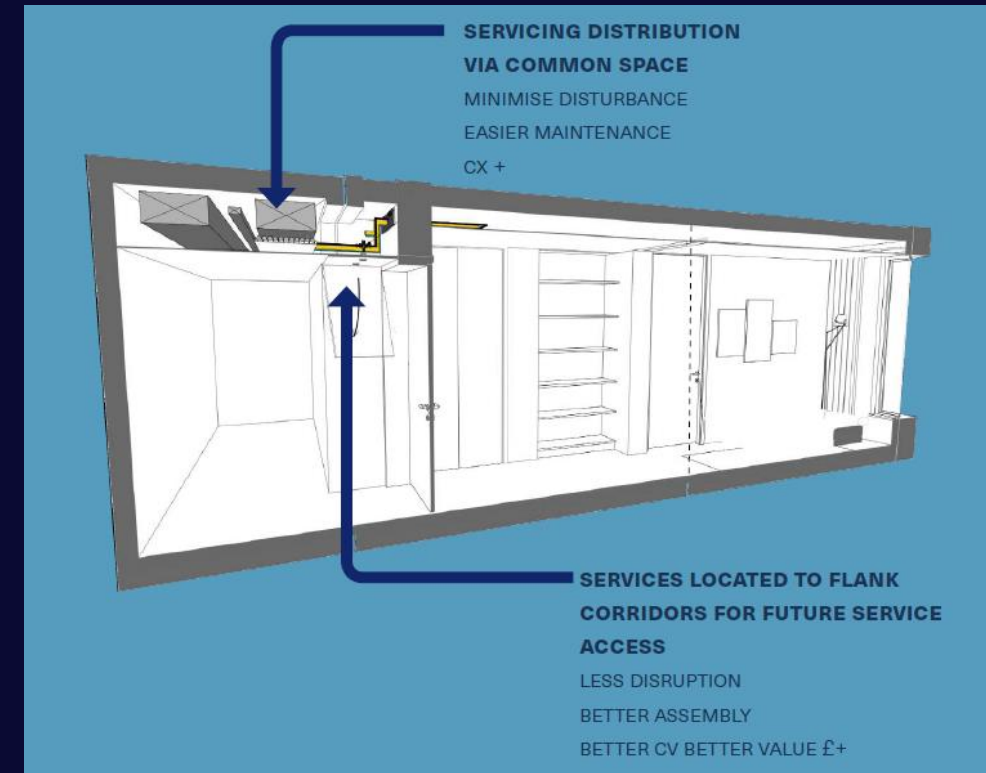 SERVICING DISTRIBUTION
VIA COMMON SPACE
MINIMISE DISTURBANCE
EASIER MAINTENANCE
CX +
SERVICES LOCATED TO FLANK
CORRIDORS FOR FUTURE SERVICE
ACCESS
LESS DISRUPTION
BETTER ASSEMBLY
BETTER CV BETTER VALUE £+